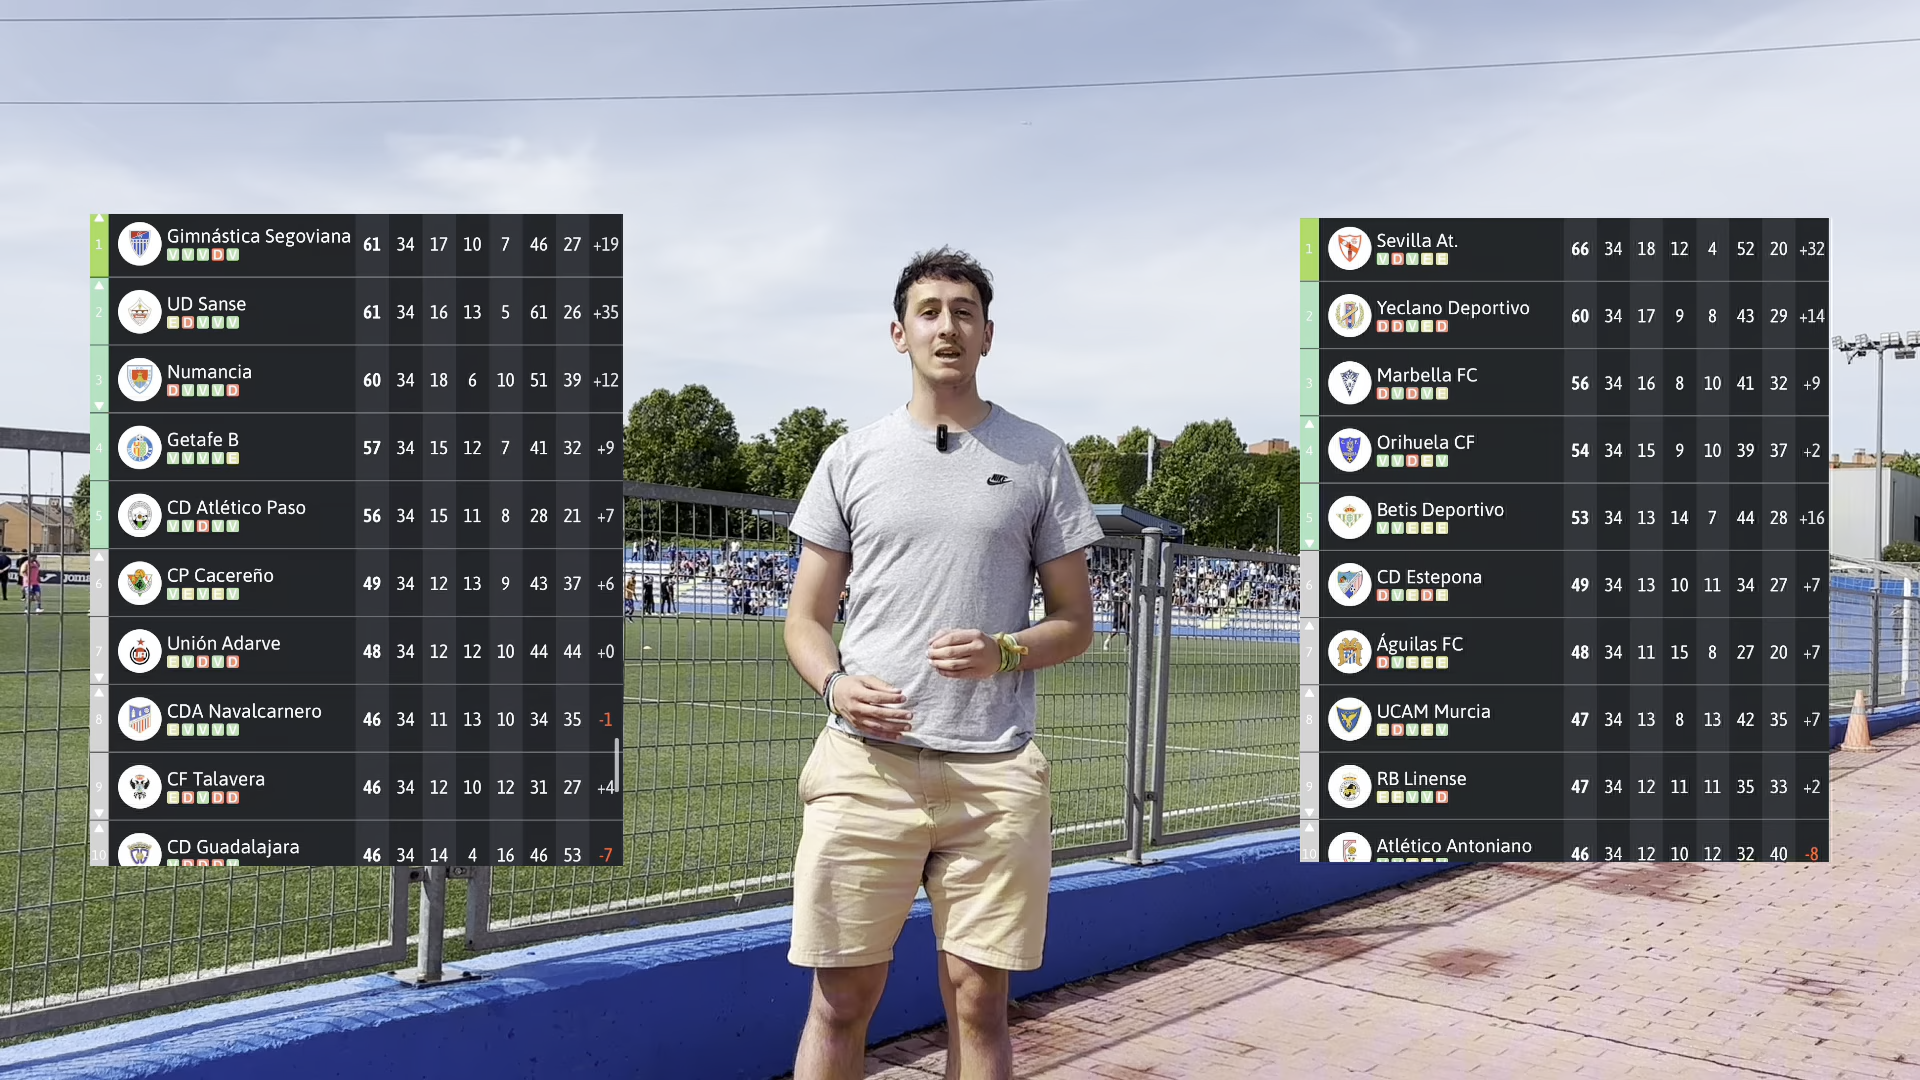 1 Gimnástica Segoviana 61 34 17 10 7 46 27 +19
V V V D V
2 UD Sanse 61 34 16 13 5 61 26 +35
E D V V V
3 Numancia 60 34 18 6 10 51 39 +12
D V V V D
4 Getafe B 57 34 15 12 7 41 32 +9
V V V V E
5 CD Atlético Paso 56 34 15 11 8 28 21 +7
V V D V V
6 CP Cacereño 49 34 12 13 9 43 37 +6
V E V E V
7 Unión Adarve 48 34 12 12 10 44 44 +0
E V D V D
8 CDA Navalcarnero 46 34 11 13 10 34 35 -1
E V V V V
9 CF Talavera 46 34 12 10 12 31 27 +4
E D V D D
10 CD Guadalajara 46 34 14 4 16 46 53 -7
V D D D V
1 Sevilla At. 66 34 18 12 4 52 20 +32
V D V E E
2 Yeclano Deportivo 60 34 17 9 8 43 29 +14
D D V E D
3 Marbella FC 56 34 16 8 10 41 32 +9
D V D V E
4 Orihuela CF 54 34 15 9 10 39 37 +2
V V D E V
5 Betis Deportivo 53 34 13 14 7 44 28 +16
V V E E E
6 CD Estepona 49 34 13 10 11 34 27 +7
D V E D E
7 Águilas FC 48 34 11 15 8 27 20 +7
D V E E E
8 UCAM Murcia 47 34 13 8 13 42 35 +7
E D V E V
9 RB Linense 47 34 12 11 11 35 33 +2
E E V V D
10 Atlético Antoniano 46 34 12 10 12 32 40 -8